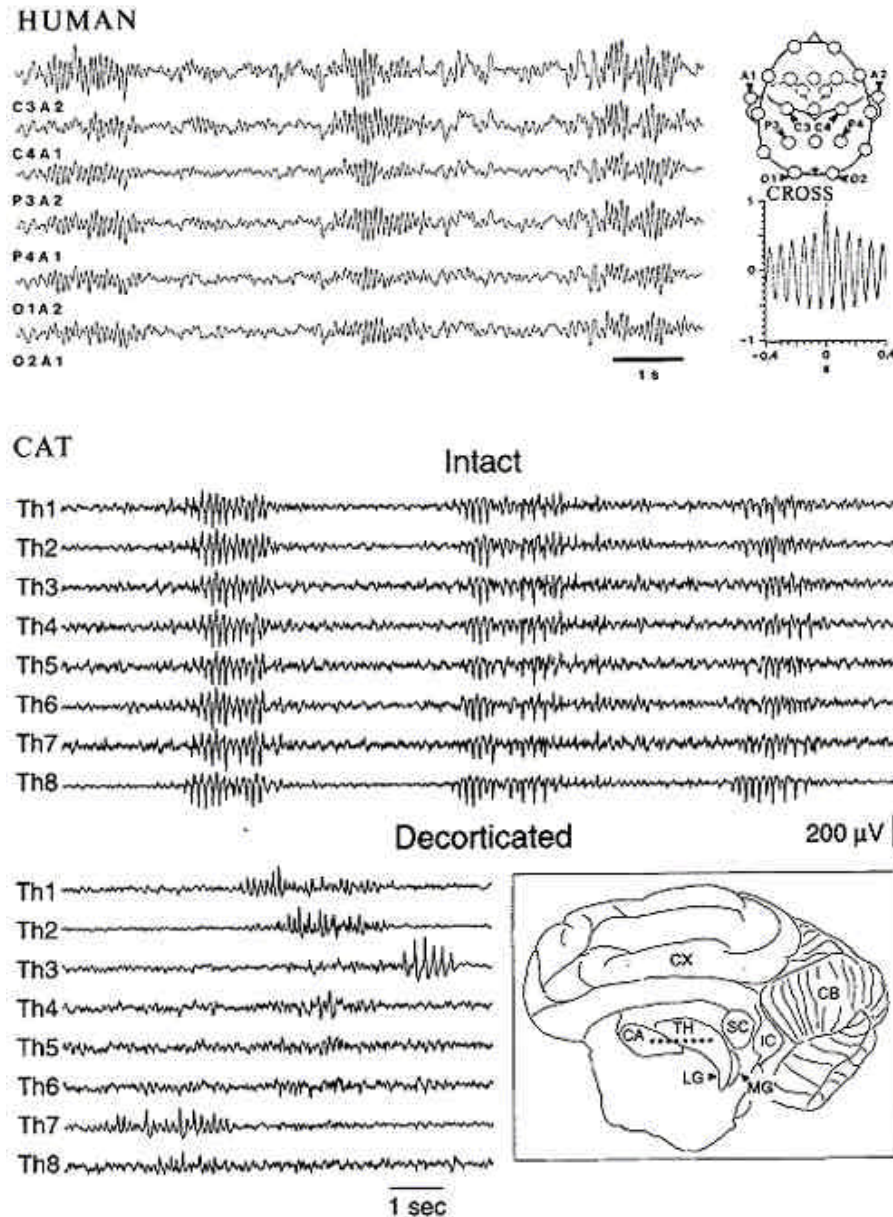 HUMAN
C3A2
C4A1
P3A2
P4A1
O1A2
O2A1
1 s
A1
A2
P3
C3
C4
P4
O1
O2
CROSS
0
-1
-0.4
0
0.4
s
CAT
Intact
Th1
Th2
Th3
Th4
Th5
Th6
Th7
Th8
Decorticated
200 µV
Th1
Th2
Th3
Th4
Th5
Th6
Th7
Th8
1 sec
CX
CB
CA
TH
SC
IC
LG
MG